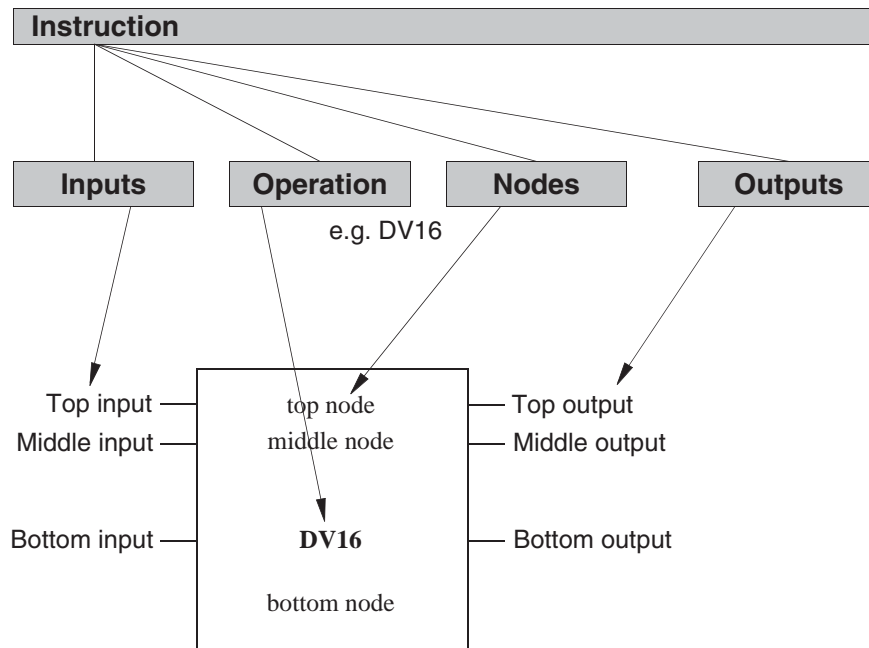 Instruction
Inputs Operation Nodes Outputs
e.g. DV16
Top input top node Top output
Middle input middle node Middle output
Bottom input DV16 Bottom output
bottom node